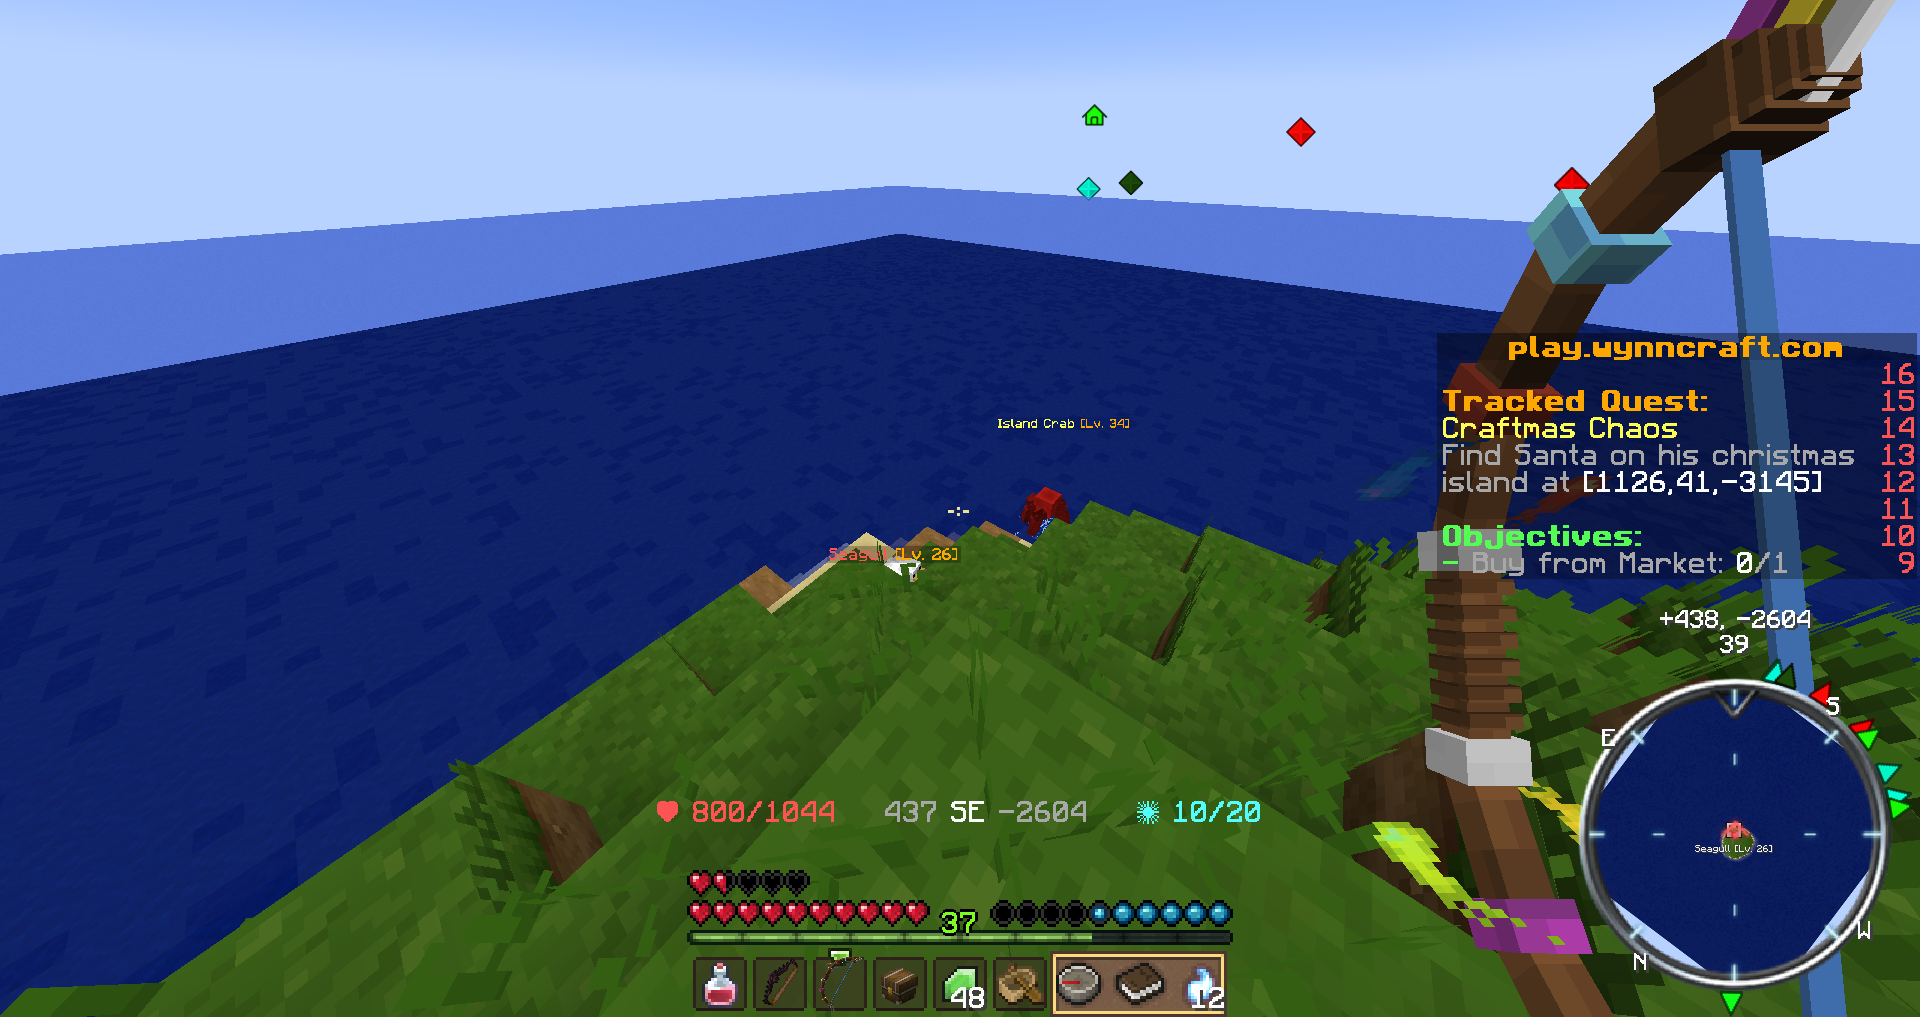 play.wynncraft.com
16
Tracked Quest: 15
Craftmas Chaos 14
Find Santa on his christmas 13
island at [1126,41,-3145] 12
11
Objectives: 10
- Buy from Market: 0/1 9
Island Crab [Lv. 34]
Seagull [Lv. 26]
+438, -2604
39
S
E
Seagull [Lv. 26]
W
N
800/1044 437 SE -2604 10/20
37
48
12